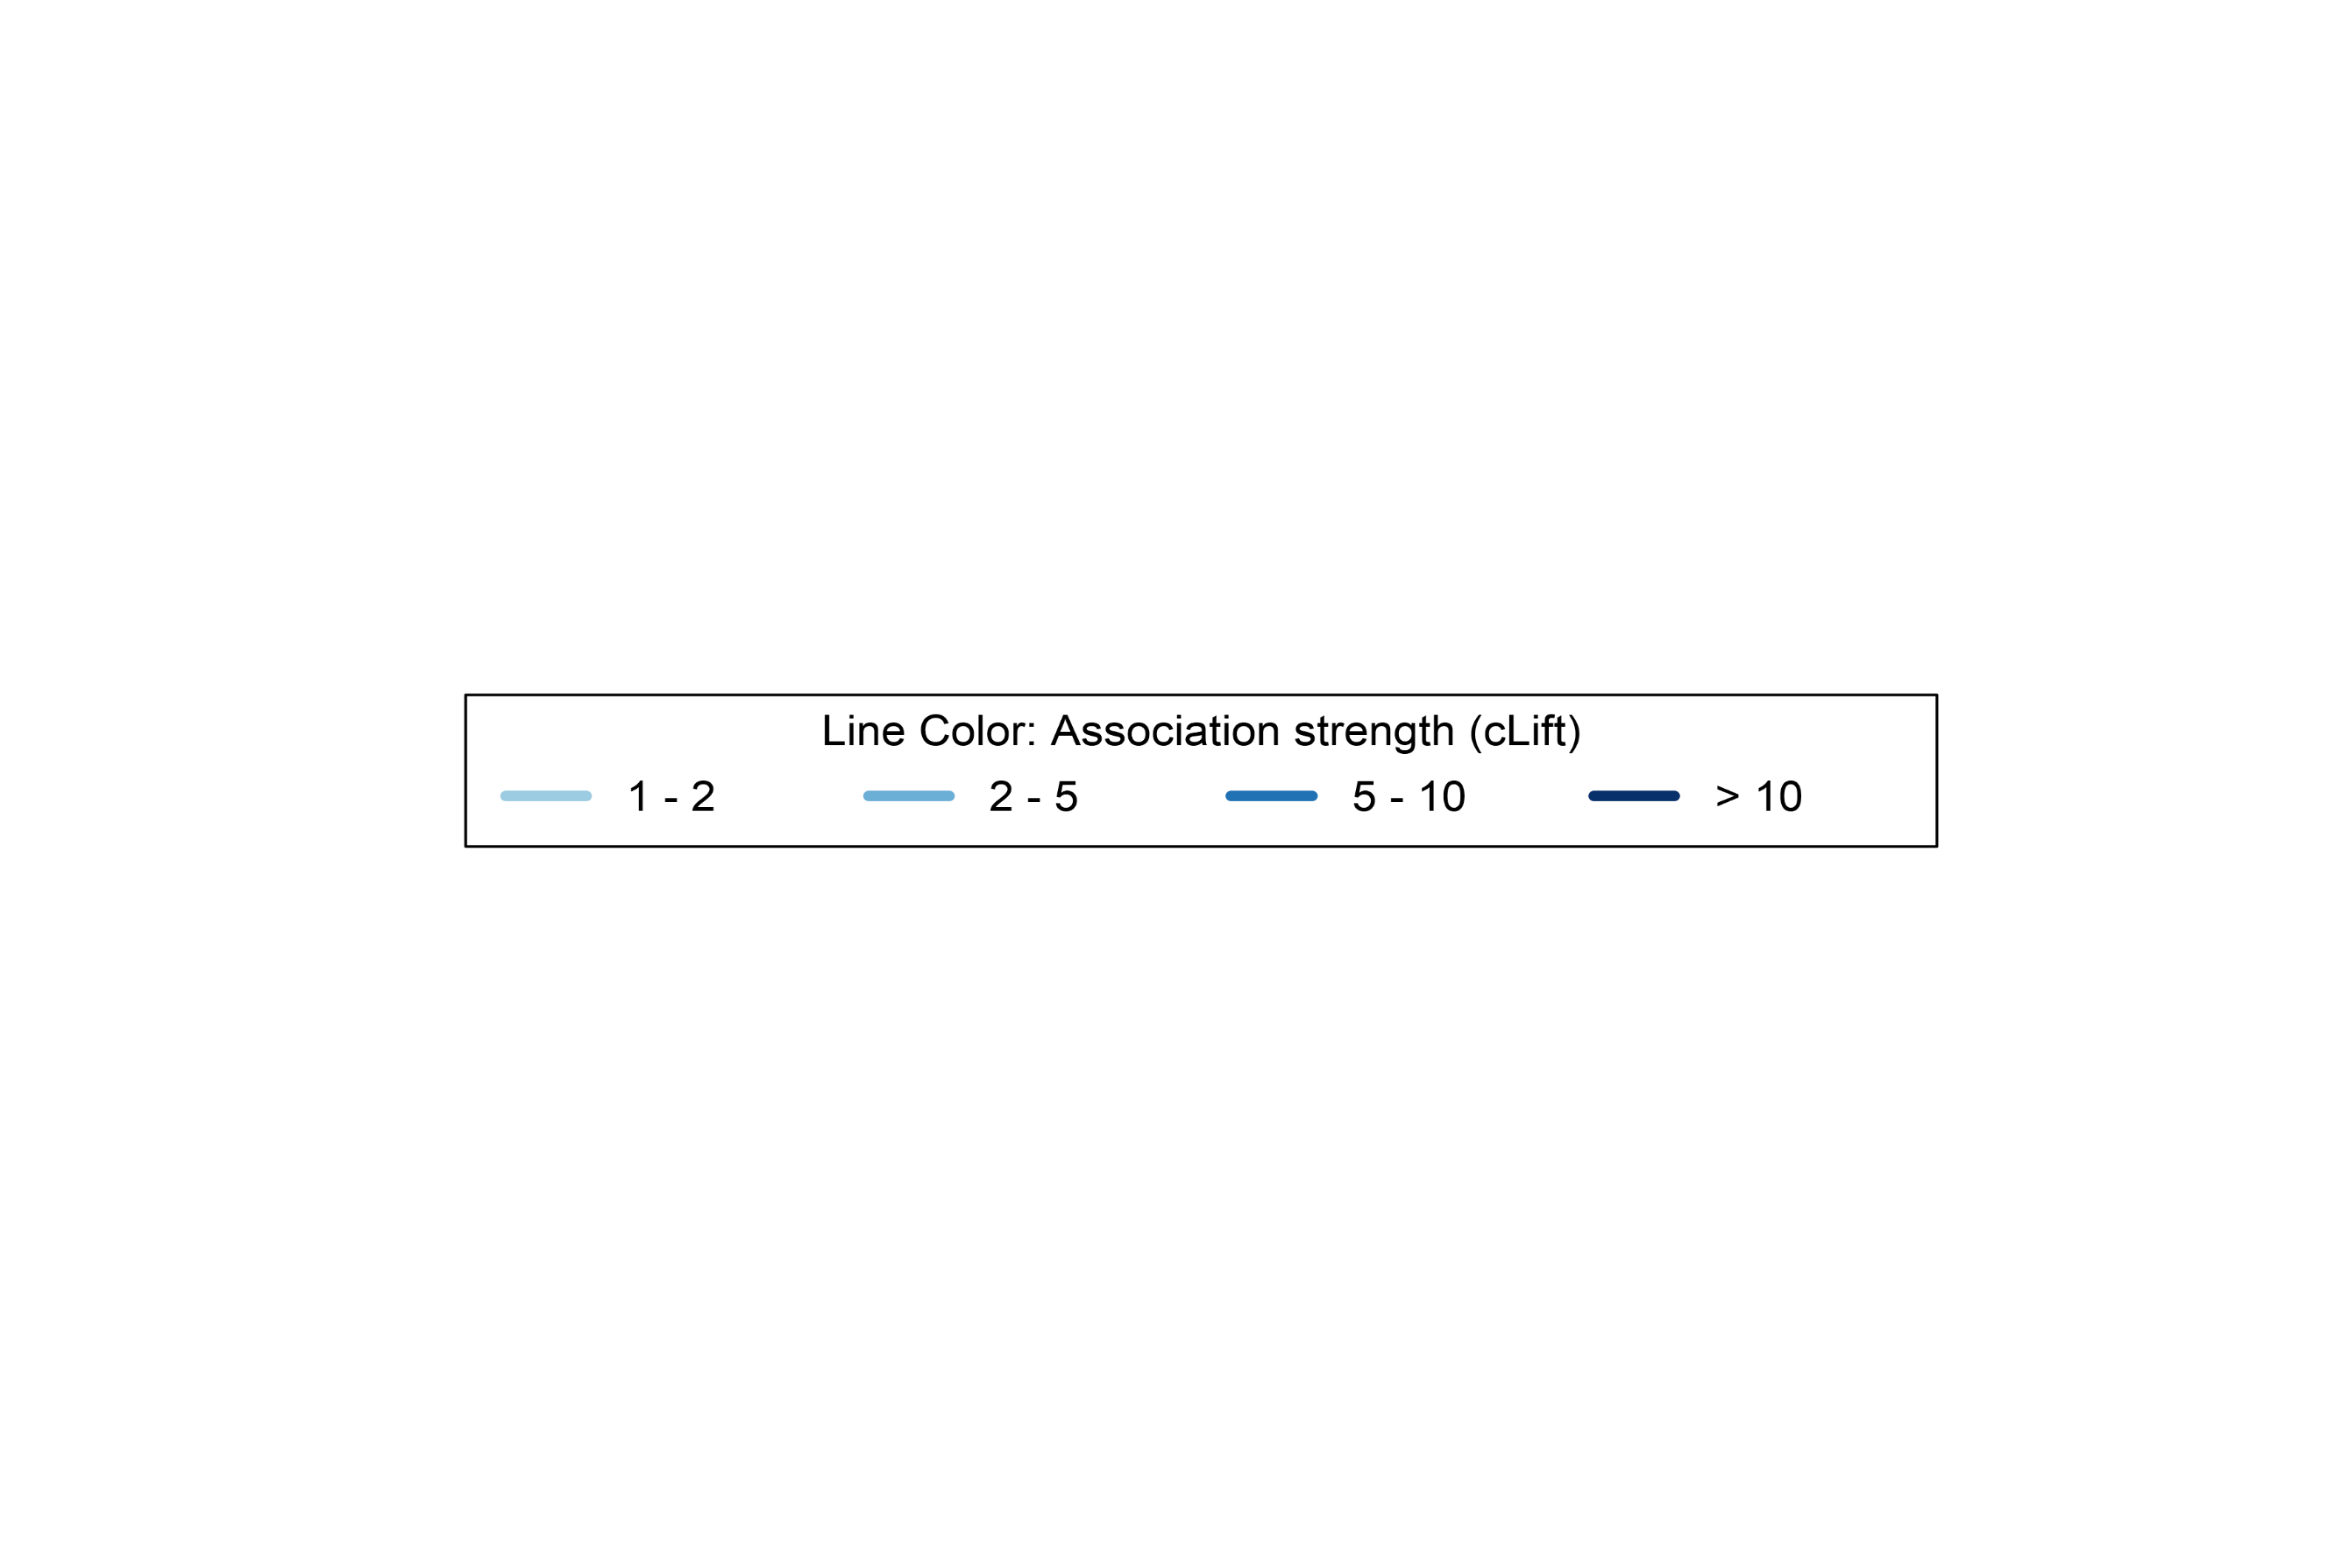 Line Color: Association strength (cLift)
1 - 2 2 - 5 5 - 10 > 10